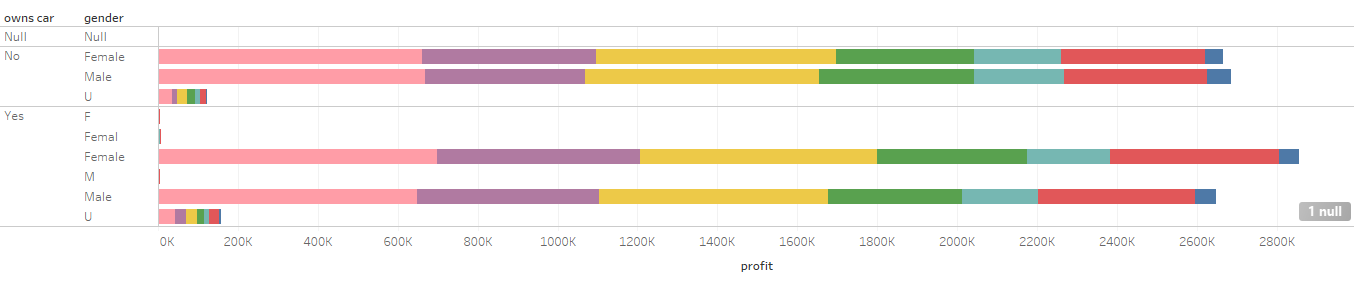 owns car gender
Null Null
No Female
Male
U
Yes F
Femal
Female
M
Male
U
1 null
0K 200K 400K 600K 800K 1000K 1200K 1400K 1600K 1800K 2000K 2200K 2400K 2600K 2800K
profit